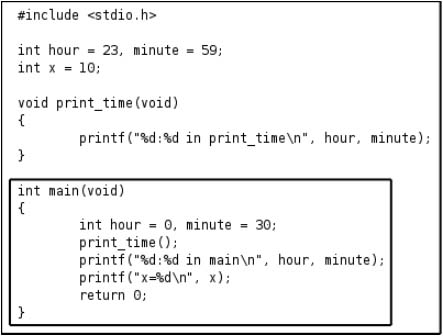 #include <stdio.h>
int hour = 23, minute = 59;
int x = 10;
void print_time(void)
{
printf("%d:%d in print_time\n", hour, minute);
}
int main(void)
{
int hour = 0, minute = 30;
print_time();
printf("%d:%d in main\n", hour, minute);
printf("x=%d\n", x);
return 0;
}